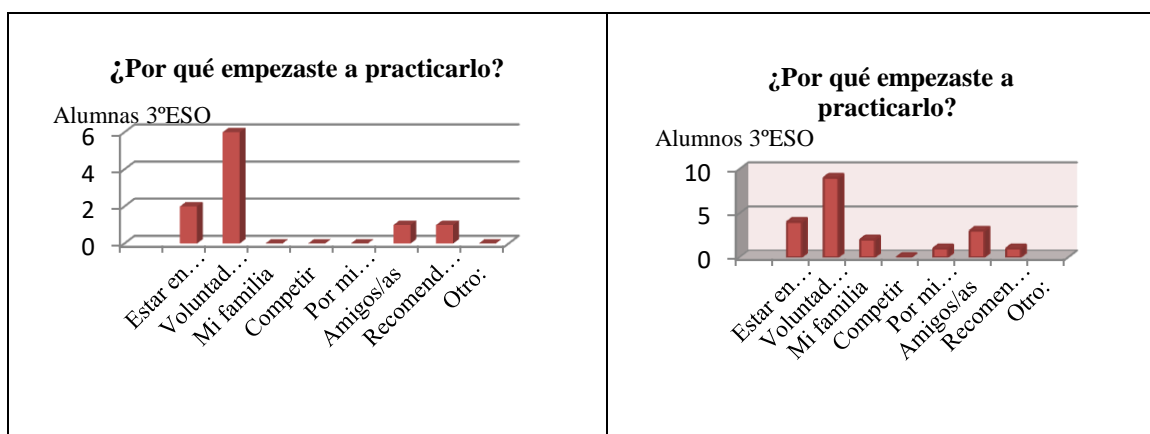 ¿Por qué empezaste a practicarlo?
Alumnas 3ºESO
6
4
2
0
Estar en…
Voluntad…
Mi familia
Competir
Por mi…
Amigos/as
Recomend…
Otro:
¿Por qué empezaste a
practicarlo?
Alumnos 3ºESO
10
5
0
Estar en…
Voluntad…
Mi familia
Competir
Por mi…
Amigos/as
Recomen…
Otro: